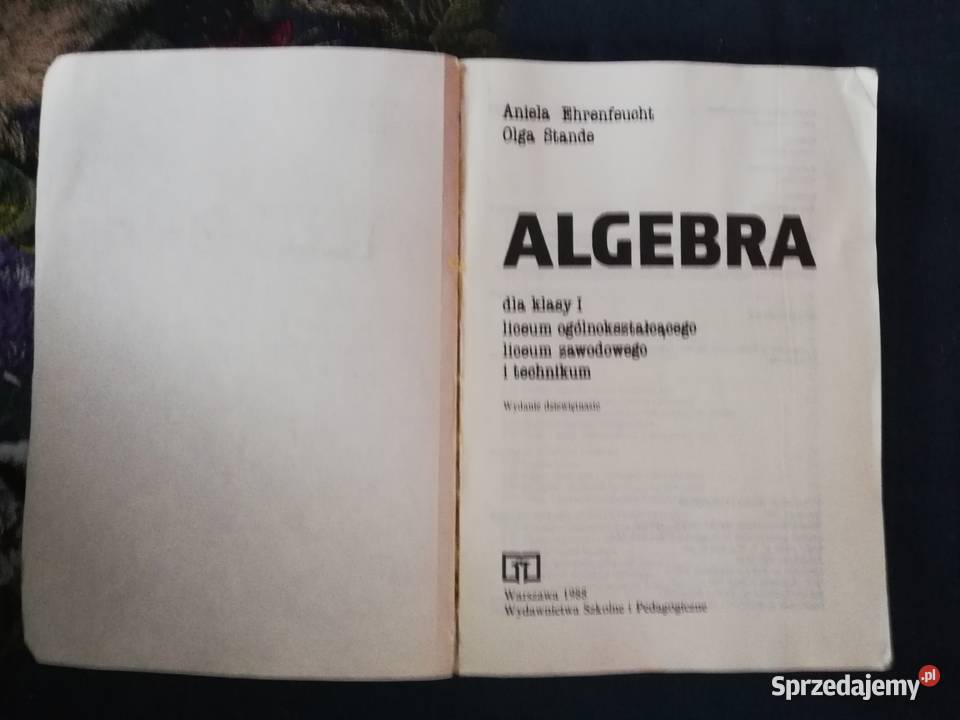 Aniela Ehrenfeucht
Olga Stande
ALGEBRA
dla klasy I
liceum ogólnokształcącego
liceum zawodowego
i technikum
Wydanie dziewiętnaste
Warszawa 1988
Wydawnictwa Szkolne i Pedagogiczne
Sprzedajemy.pl